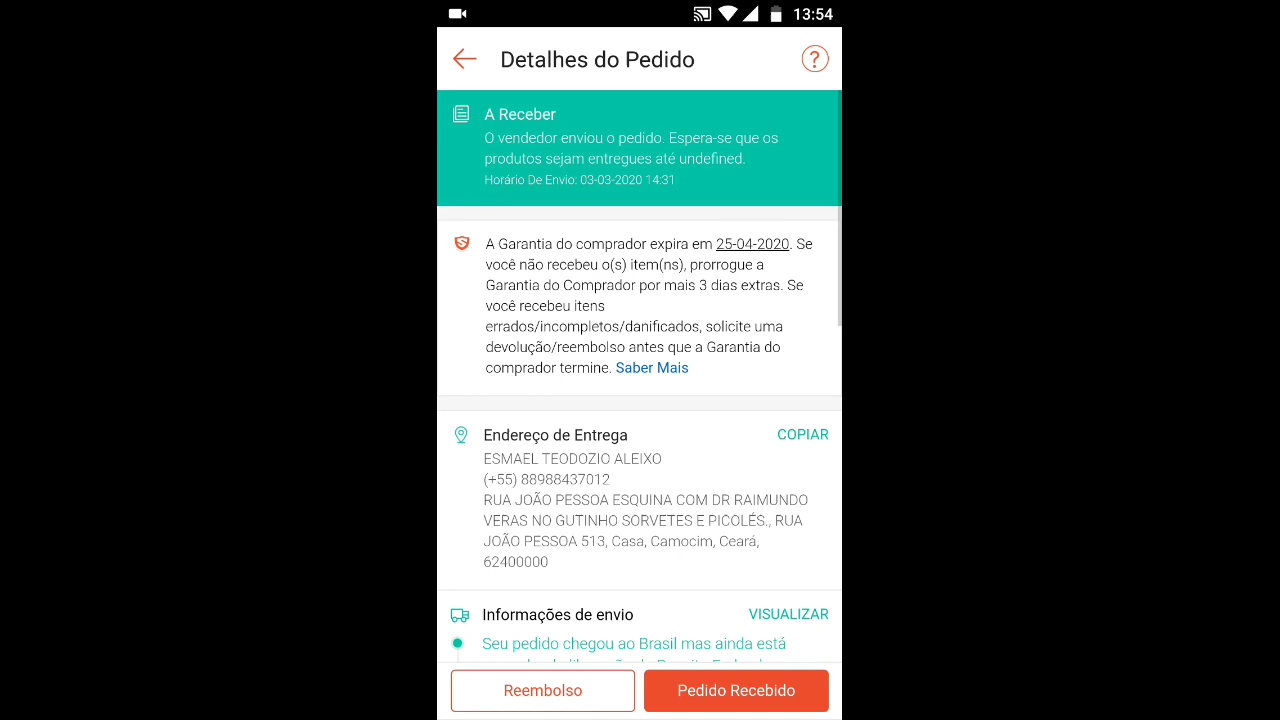 13:54
Detalhes do Pedido
?
A Receber
O vendedor enviou o pedido. Espera-se que os
produtos sejam entregues até undefined.
Horário De Envio: 03-03-2020 14:31
A Garantia do comprador expira em 25-04-2020. Se
você não recebeu o(s) item(ns), prorrogue a
Garantia do Comprador por mais 3 dias extras. Se
você recebeu itens
errados/incompletos/danificados, solicite uma
devolução/reembolso antes que a Garantia do
comprador termine. Saber Mais
Endereço de Entrega COPIAR
ESMAEL TEODOZIO ALEIXO
(+55) 88988437012
RUA JOÃO PESSOA ESQUINA COM DR RAIMUNDO
VERAS NO GUTINHO SORVETES E PICOLÉS., RUA
JOÃO PESSOA 513, Casa, Camocim, Ceará,
62400000
Informações de envio VISUALIZAR
Seu pedido chegou ao Brasil mas ainda está
Reembolso Pedido Recebido